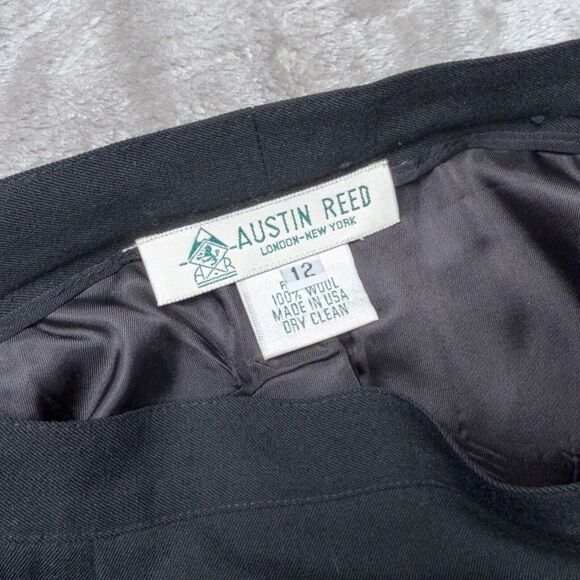 AUSTIN REED
LONDON-NEW YORK
12
100% WOOL
MADE IN USA
DRY CLEAN